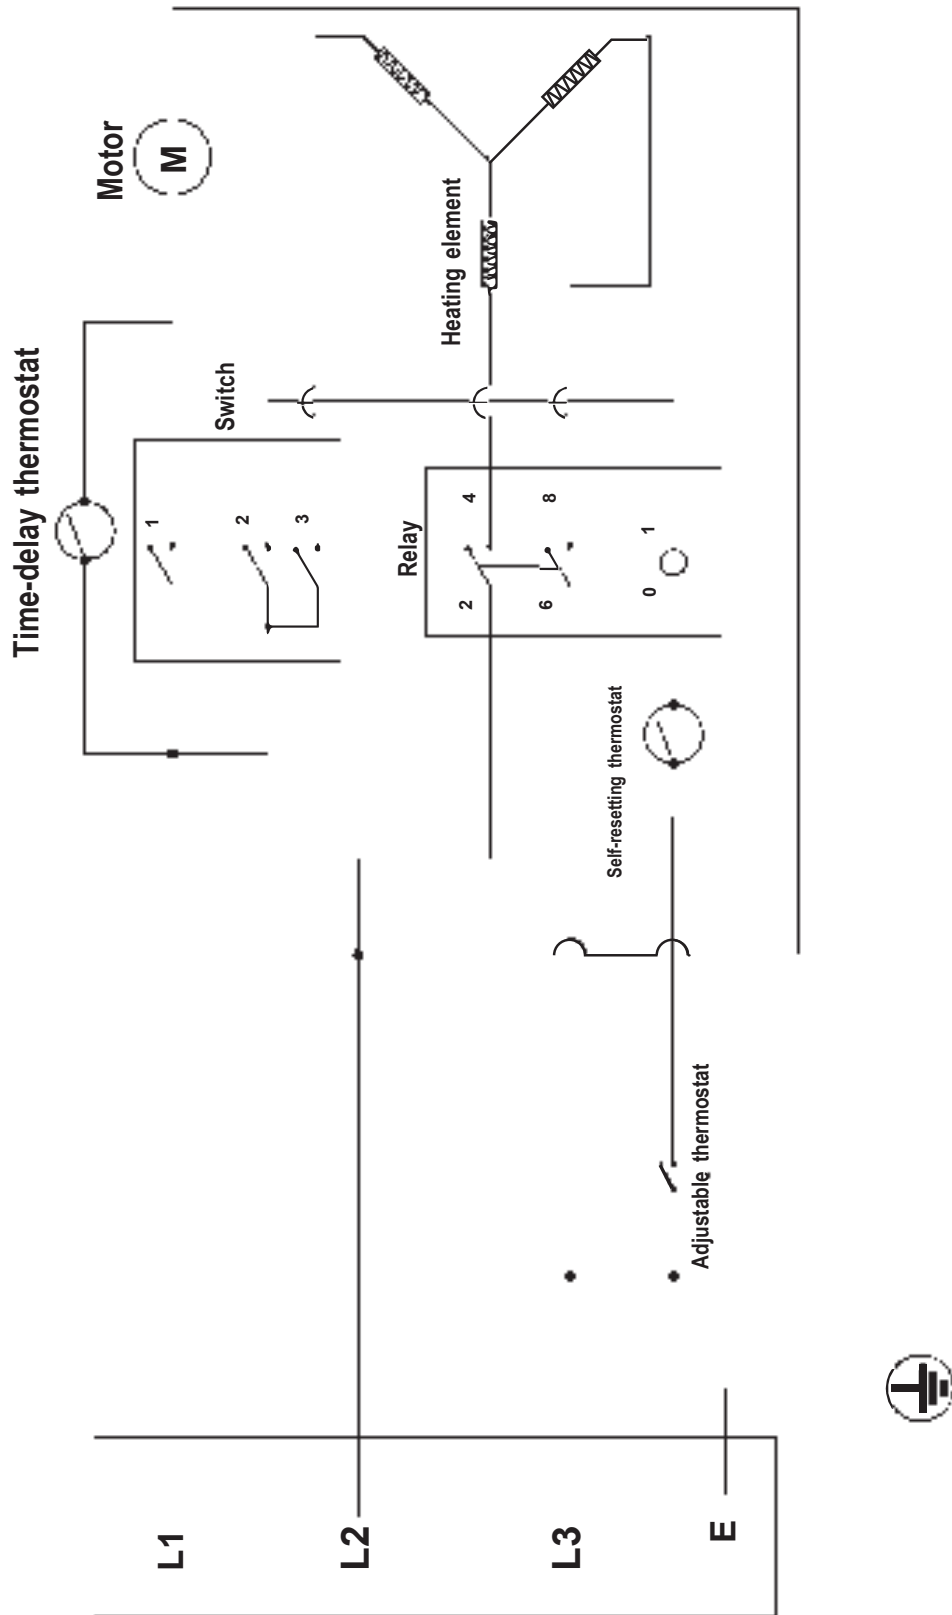 Time-delay thermostat
Motor
M
Switch
1
2
3
Heating element
Relay
2
4
6
8
0
1
Self-resetting thermostat
Adjustable thermostat
L1
L2
L3
E